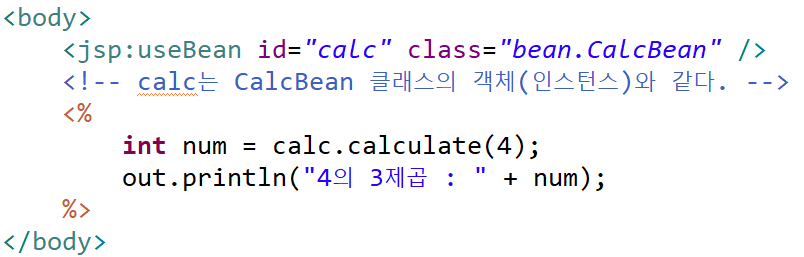 <body>
<jsp:useBean id="calc" class="bean.CalcBean" />
<!-- calc는 CalcBean 클래스의 객체(인스턴스)와 같다. -->
<%
int num = calc.calculate(4);
out.println("4의 3제곱 : " + num);
%>
</body>